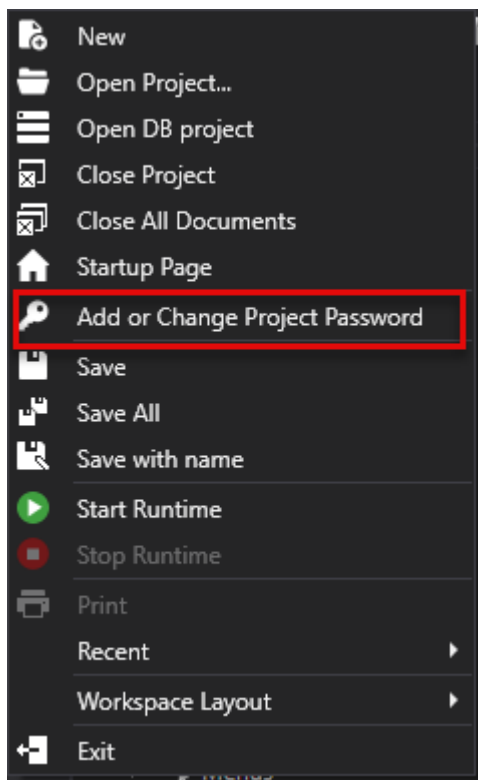 New
Open Project...
Open DB project
Close Project
Close All Documents
Startup Page
Add or Change Project Password
Save
Save All
Save with name
Start Runtime
Stop Runtime
Print
Recent
Workspace Layout
Exit
Menus